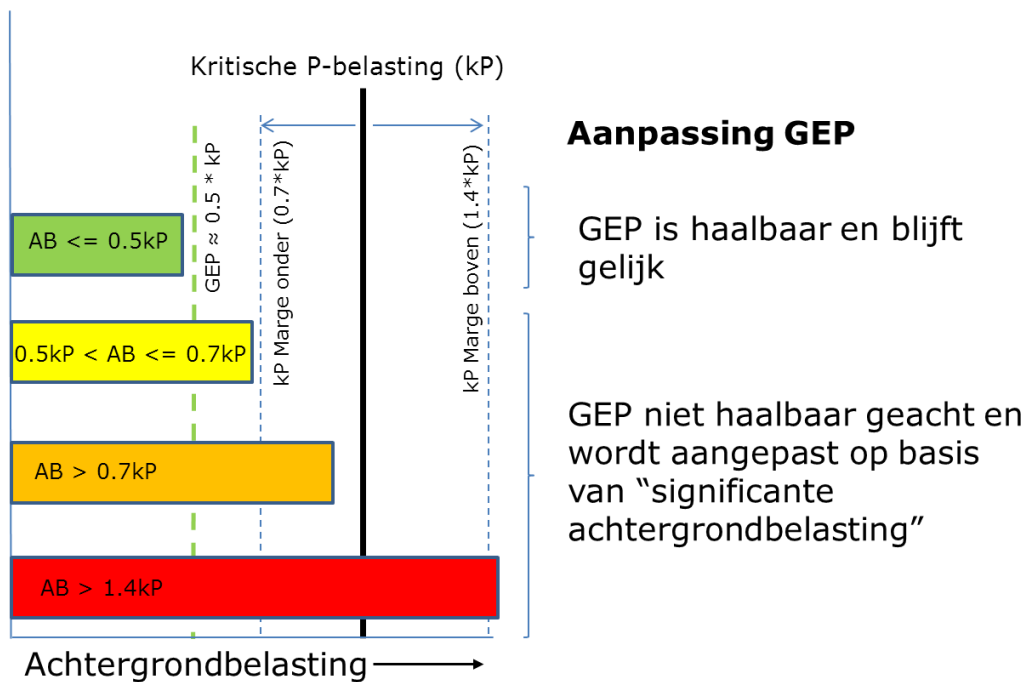 Kritische P-belasting (kP)
GEP ≈ 0.5 * kP
kP Marge onder (0.7*kP)
kP Marge boven (1.4*kP)
AB <= 0.5kP
0.5kP < AB <= 0.7kP
AB > 0.7kP
AB > 1.4kP
Achtergrondbelasting
Aanpassing GEP
GEP is haalbaar en blijft
gelijk
GEP niet haalbaar geacht en
wordt aangepast op basis
van “significante
achtergrondbelasting”